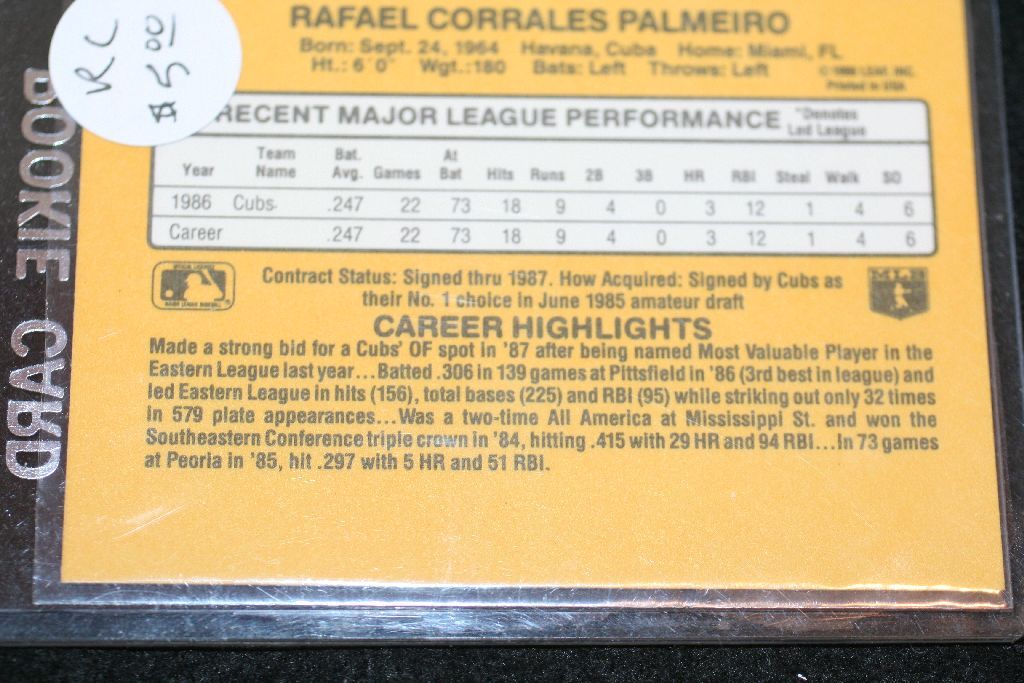 RC
$5.00
ROOKIE CARD
RAFAEL CORRALES PALMEIRO
Born: Sept. 24, 1964 Havana, Cuba Home: Miami, FL
Ht.: 6'0" Wgt.:180 Bats: Left Throws: Left
Printed in USA
RECENT MAJOR LEAGUE PERFORMANCE
*Denotes
Led League
Year Team Name Bat. Avg. Games At Bat Hits Runs 2B 3B HR RBI Steal Walk SO
1986 Cubs .247 22 73 18 9 4 0 3 12 1 4 6
Career .247 22 73 18 9 4 0 3 12 1 4 6
Contract Status: Signed thru 1987. How Acquired: Signed by Cubs as
their No. 1 choice in June 1985 amateur draft
MLB
CAREER HIGHLIGHTS
Made a strong bid for a Cubs' OF spot in '87 after being named Most Valuable Player in the
Eastern League last year...Batted .306 in 139 games at Pittsfield in '86 (3rd best in league) and
led Eastern League in hits (156), total bases (225) and RBI (95) while striking out only 32 times
in 579 plate appearances...Was a two-time All America at Mississippi St. and won the
Southeastern Conference triple crown in '84, hitting .415 with 29 HR and 94 RBI...In 73 games
at Peoria in '85, hit .297 with 5 HR and 51 RBI.